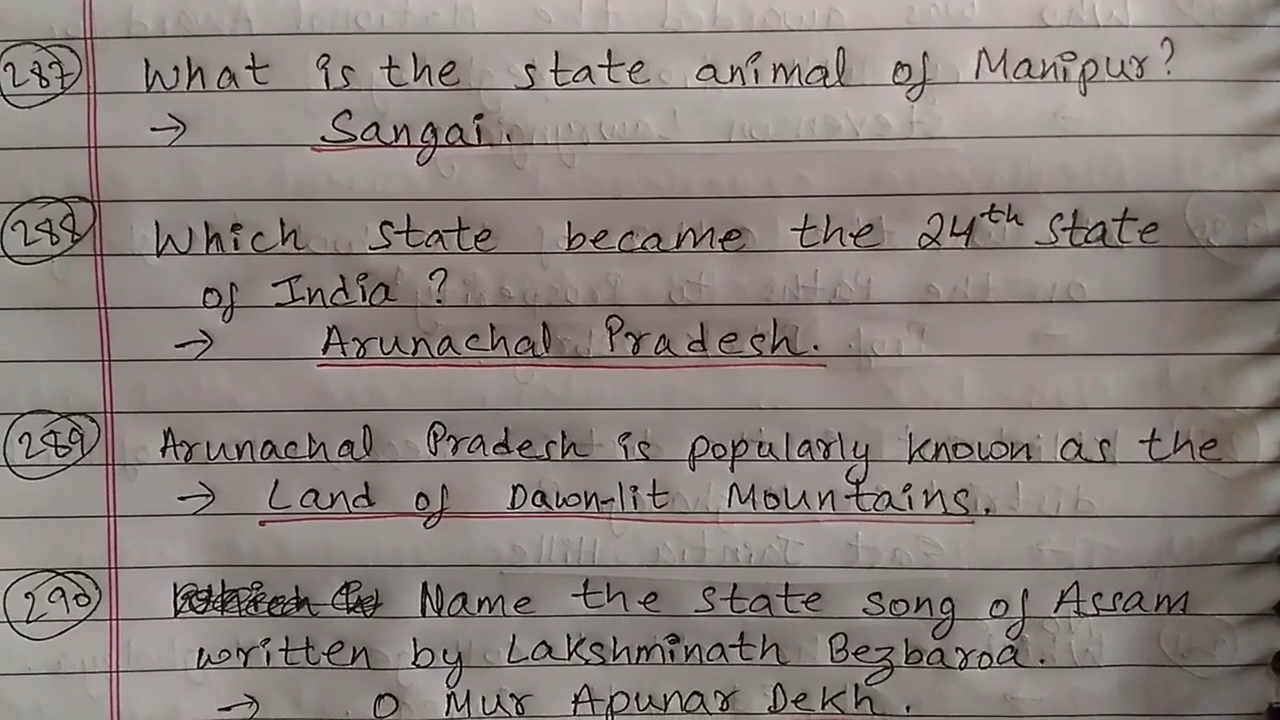 287 What is the state animal of Manipur?
→ Sangai.
288 Which state became the 24th state
of India ?
→ Arunachal Pradesh.
289 Arunachal Pradesh is popularly known as the
→ Land of Dawn-lit Mountains.
290 Name the state song of Assam
written by Lakshminath Bezbaroa.
→ O Mur Apunar Dekh.